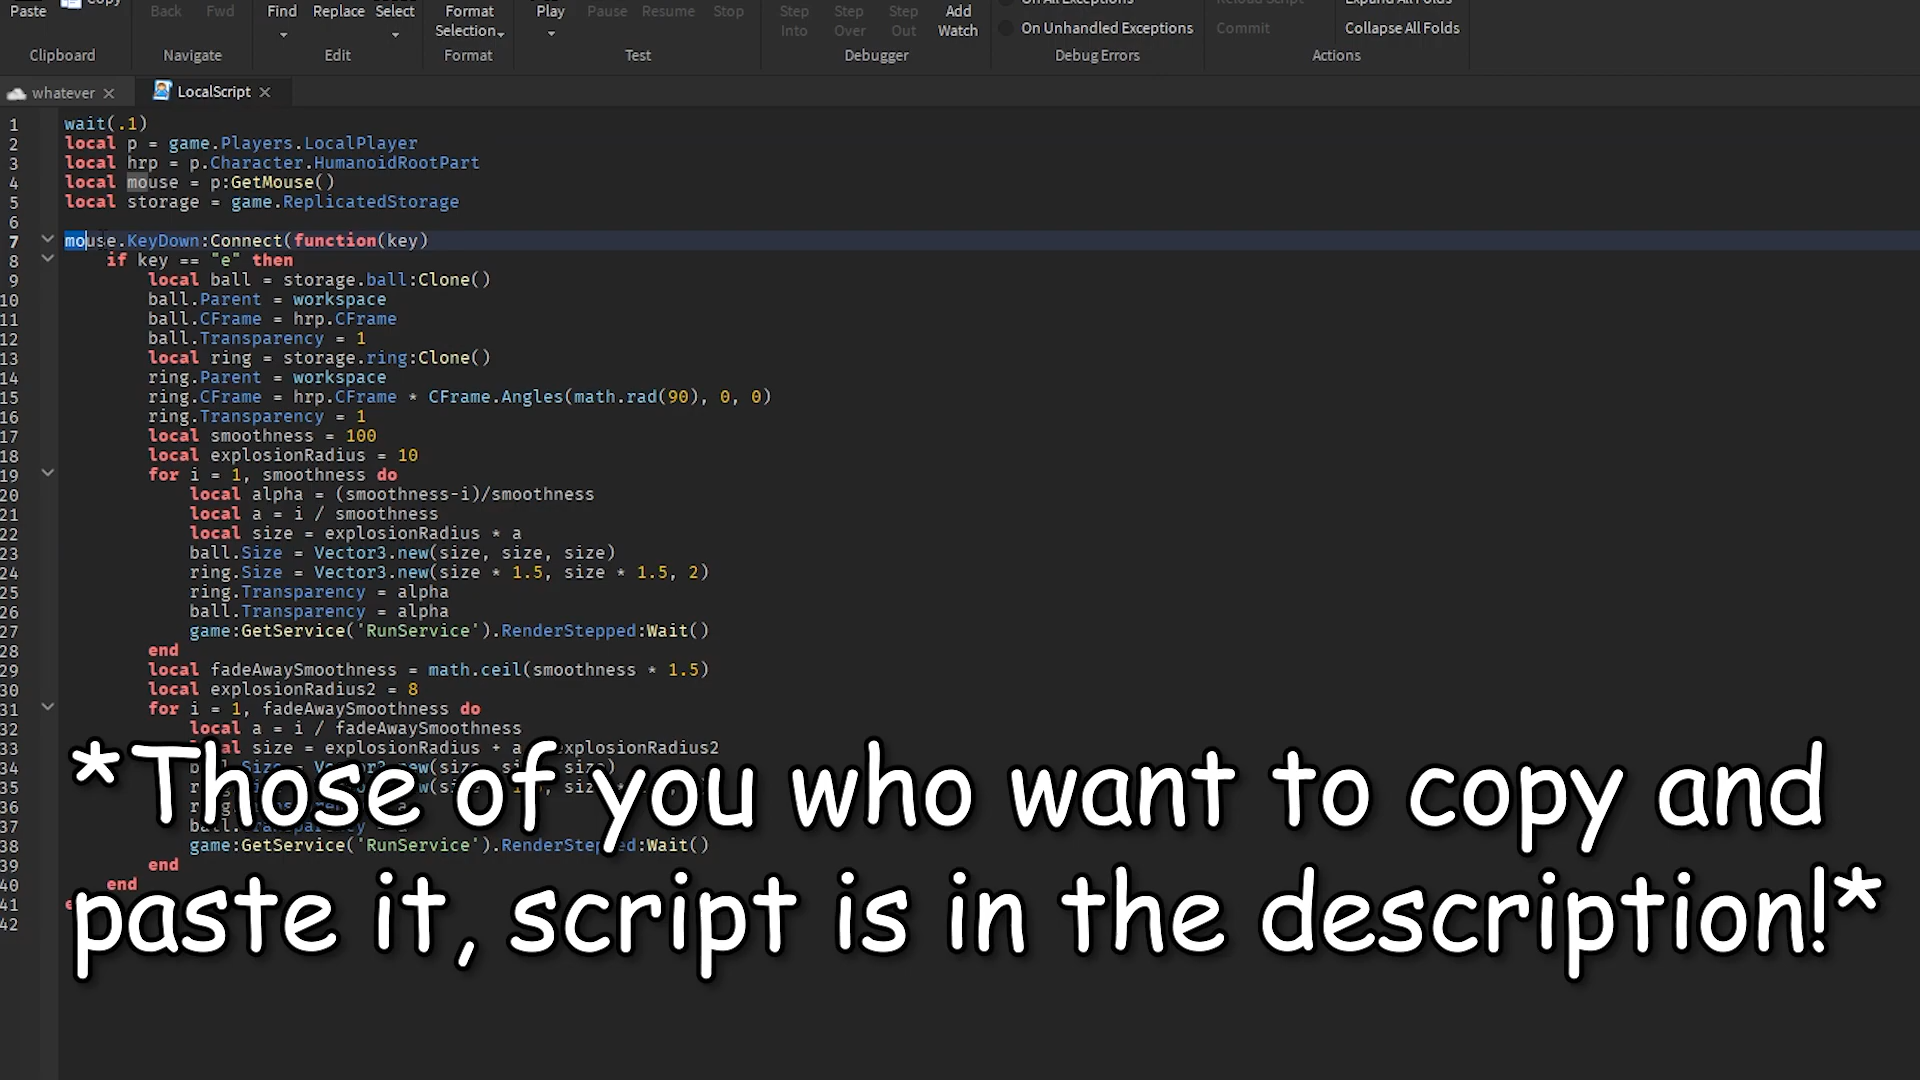 Paste
Copy
Back Fwd
Find Replace Select
Format
Selection
Play Pause Resume Stop
Step
Into
Step
Over
Step
Out
Add
Watch
On All Exceptions
On Unhandled Exceptions
Reload Script
Commit
Expand All Folds
Collapse All Folds
Clipboard Navigate Edit Format Test Debugger Debug Errors Actions
whatever LocalScript
1 wait(.1)
2 local p = game.Players.LocalPlayer
3 local hrp = p.Character.HumanoidRootPart
4 local mouse = p:GetMouse()
5 local storage = game.ReplicatedStorage
6
7 mouse.KeyDown:Connect(function(key)
8 if key == "e" then
9 local ball = storage.ball:Clone()
10 ball.Parent = workspace
11 ball.CFrame = hrp.CFrame
12 ball.Transparency = 1
13 local ring = storage.ring:Clone()
14 ring.Parent = workspace
15 ring.CFrame = hrp.CFrame * CFrame.Angles(math.rad(90), 0, 0)
16 ring.Transparency = 1
17 local smoothness = 100
18 local explosionRadius = 10
19 for i = 1, smoothness do
20 local alpha = (smoothness-i)/smoothness
21 local a = i / smoothness
22 local size = explosionRadius * a
23 ball.Size = Vector3.new(size, size, size)
24 ring.Size = Vector3.new(size * 1.5, size * 1.5, 2)
25 ring.Transparency = alpha
26 ball.Transparency = alpha
27 game:GetService('RunService').RenderStepped:Wait()
28 end
29 local fadeAwaySmoothness = math.ceil(smoothness * 1.5)
30 local explosionRadius2 = 8
31 for i = 1, fadeAwaySmoothness do
32 local a = i / fadeAwaySmoothness
33 local size = explosionRadius + a explosionRadius2
34
35
36
37
38 game:GetService('RunService').RenderStepped:Wait()
39 end
40 end
41
42
*Those of you who want to copy and
paste it, script is in the description!*